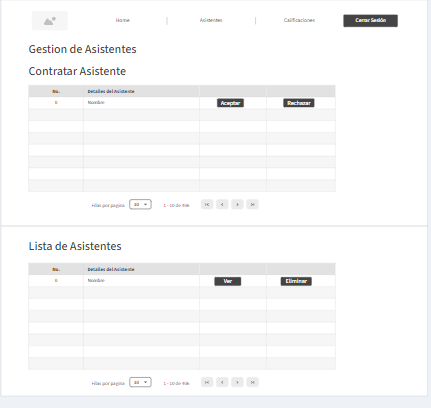 Home Asistentes Calificaciones Cerrar Sesión
Gestion de Asistentes
Contratar Asistente
No. Detalles del Asistente
0 Nombre Aceptar Rechazar
Filas por pagina 10 1 - 10 de 496
Lista de Asistentes
No. Detalles del Asistente
0 Nombre Ver Eliminar
Filas por pagina 10 1 - 10 de 496